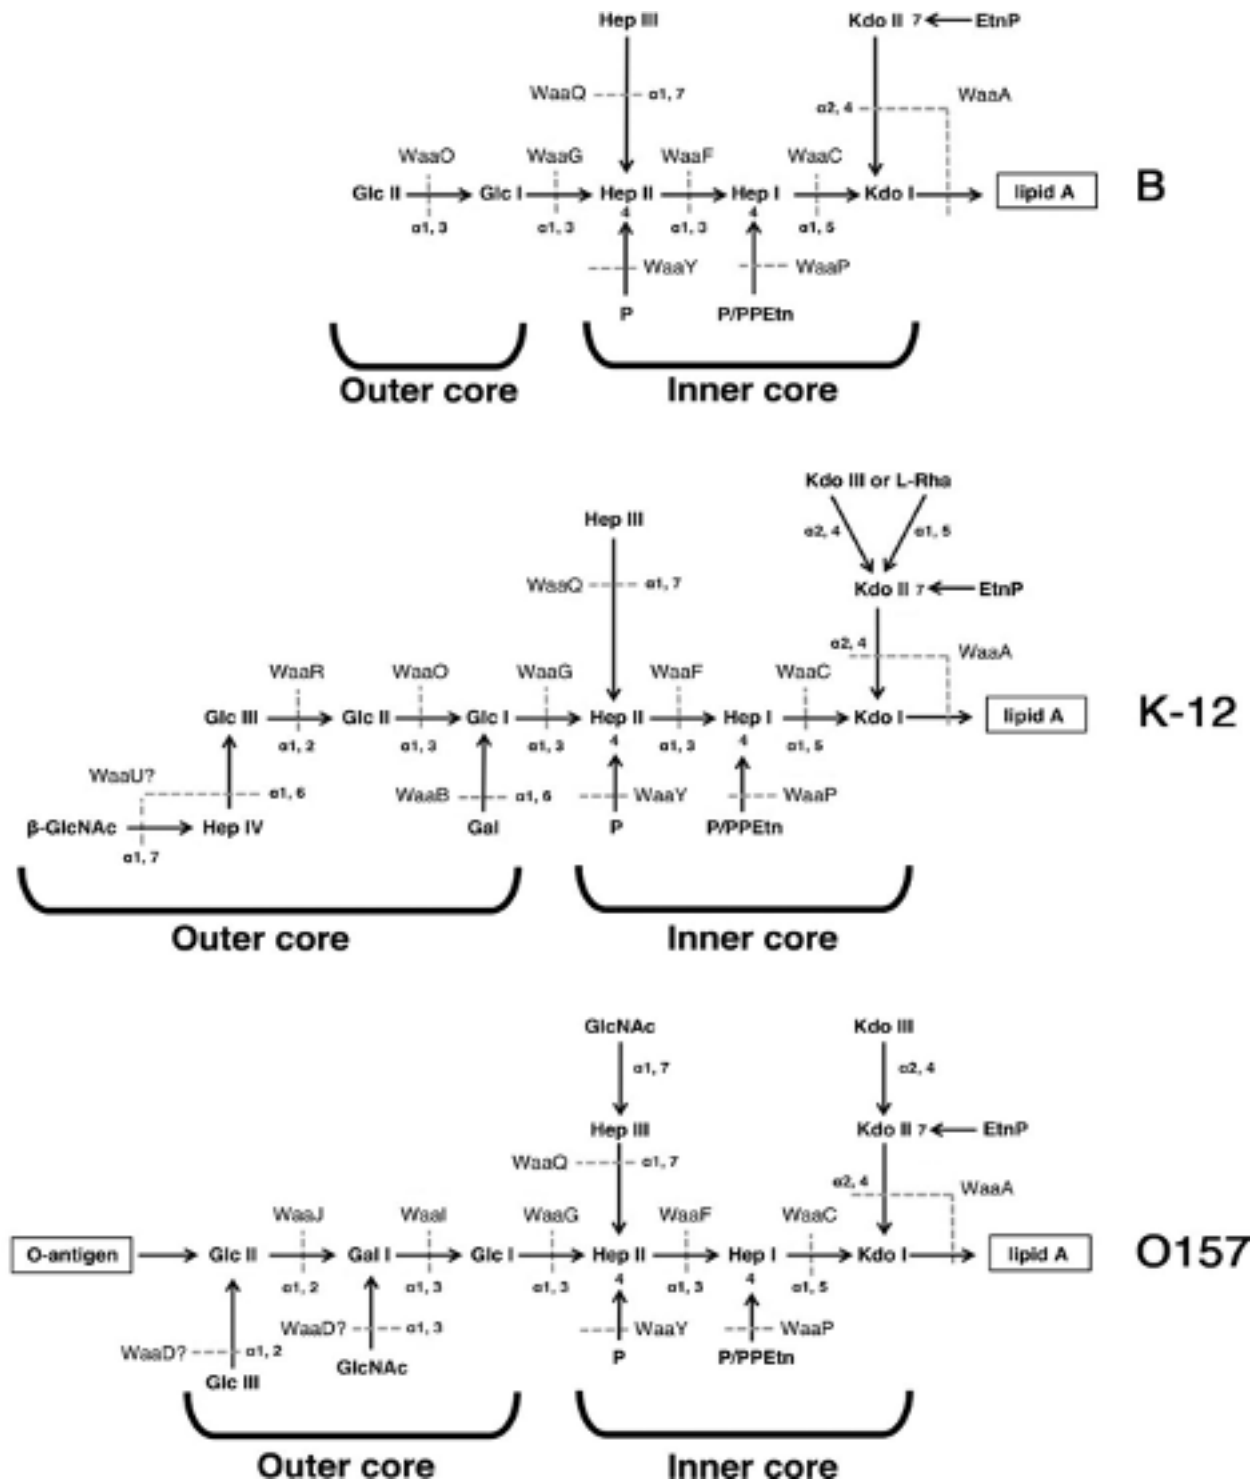 Hep III
Kdo II 7 EtnP
WaaQ α1, 7
α2, 4 WaaA
WaaO WaaG WaaF WaaC
Glc II Glc I Hep II Hep I Kdo I lipid A B
4 4
α1, 3 α1, 3 α1, 3 α1, 5
WaaY WaaP
P P/PPEtn
Outer core Inner core
Kdo III or L-Rha
Hep III
α2, 4 α1, 5
WaaQ α1, 7
Kdo II 7 EtnP
α2, 4 WaaA
WaaR WaaO WaaG WaaF WaaC
Glc III Glc II Glc I Hep II Hep I Kdo I lipid A K-12
4 4
α1, 2 α1, 3 α1, 3 α1, 3 α1, 5
WaaU? α1, 6
WaaB α1, 6 WaaY WaaP
β-GlcNAc Hep IV Gal P P/PPEtn
α1, 7
Outer core Inner core
GlcNAc Kdo III
α1, 7 α2, 4
Hep III Kdo II 7 EtnP
WaaQ α1, 7
α2, 4 WaaA
WaaJ WaaI WaaG WaaF WaaC
O-antigen Glc II Gal I Glc I Hep II Hep I Kdo I lipid A O157
4 4
α1, 2 α1, 3 α1, 3 α1, 3 α1, 5
WaaD? α1, 3 WaaY WaaP
WaaD? α1, 2
GlcNAc P P/PPEtn
Glc III
Outer core Inner core